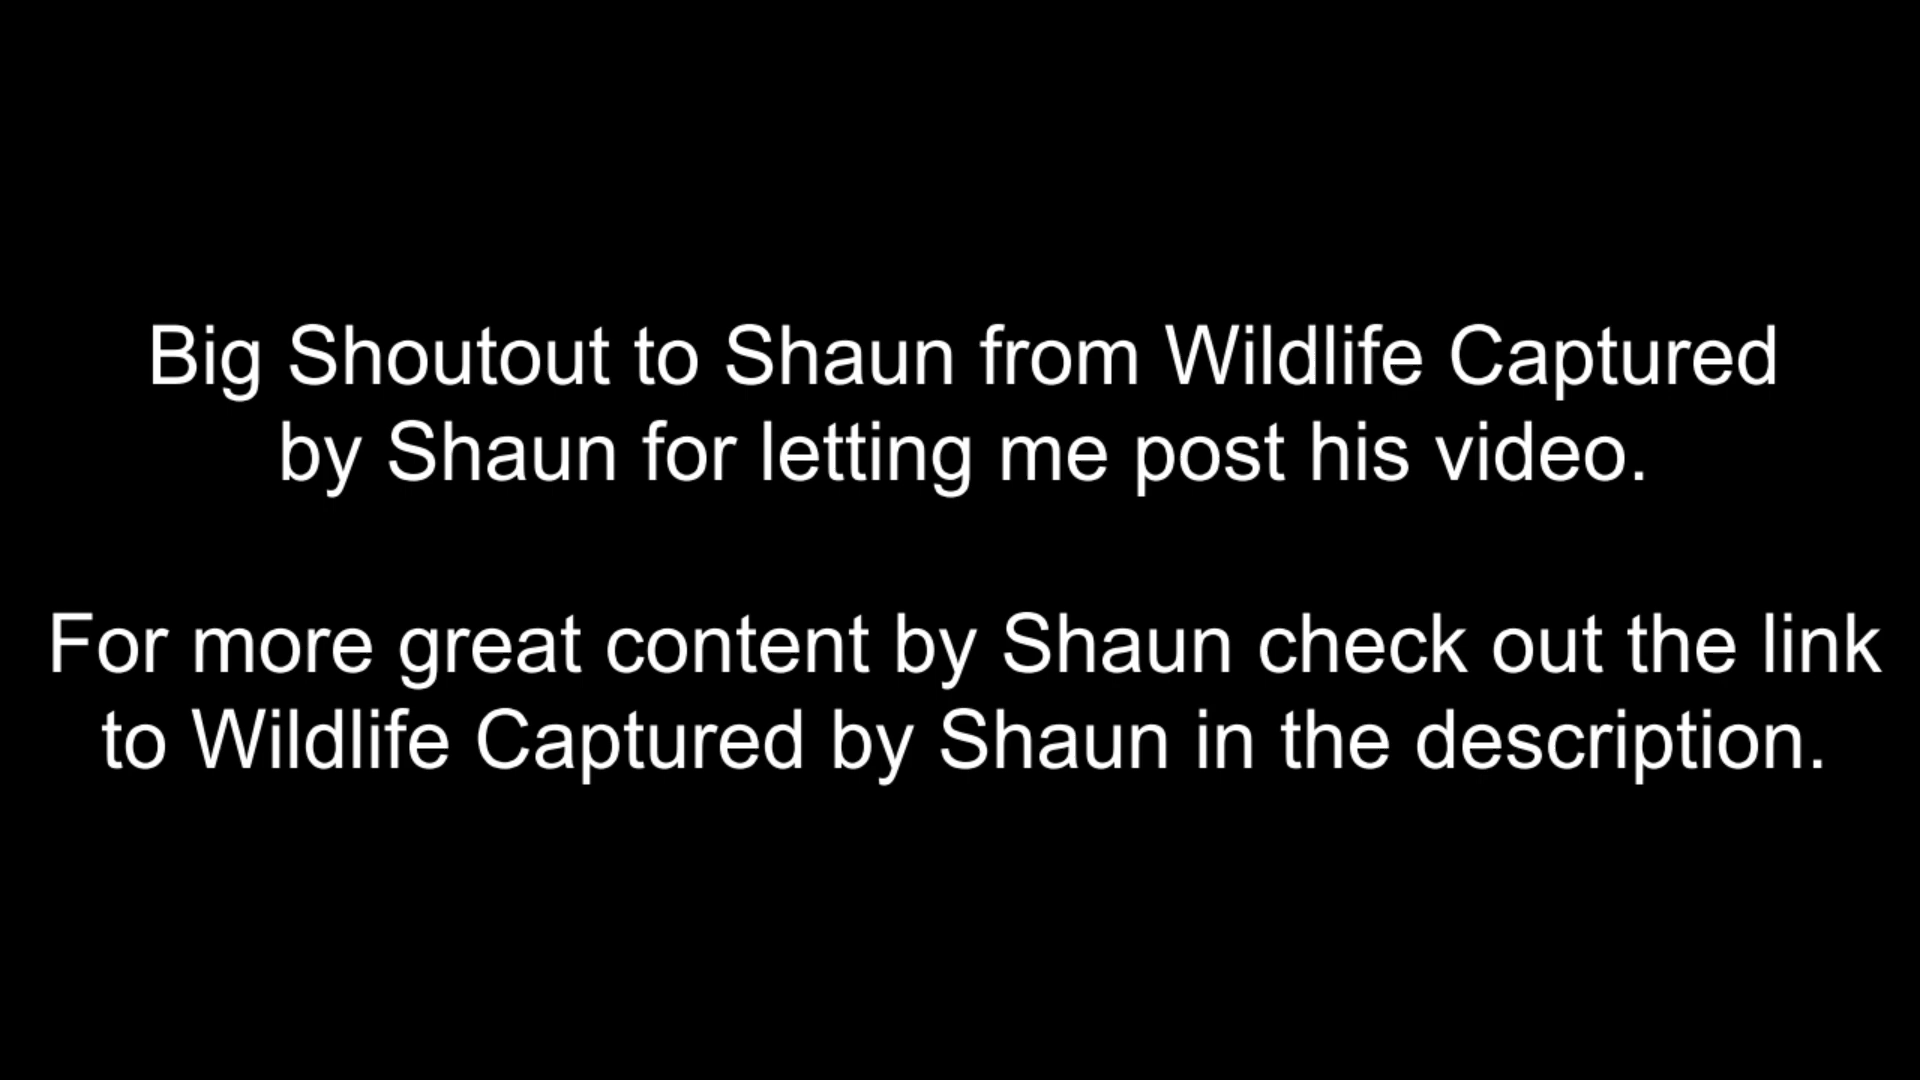 Big Shoutout to Shaun from Wildlife Captured
by Shaun for letting me post his video.
For more great content by Shaun check out the link
to Wildlife Captured by Shaun in the description.